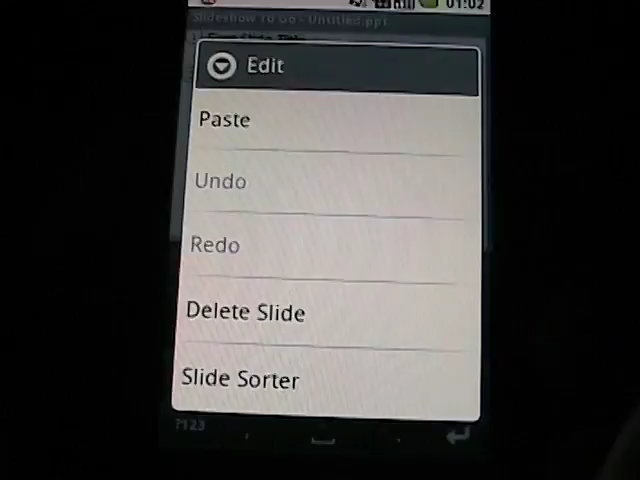 01:02
Slideshow To Go - Untitled.ppt
Edit
Paste
Undo
Redo
Delete Slide
Slide Sorter
?123